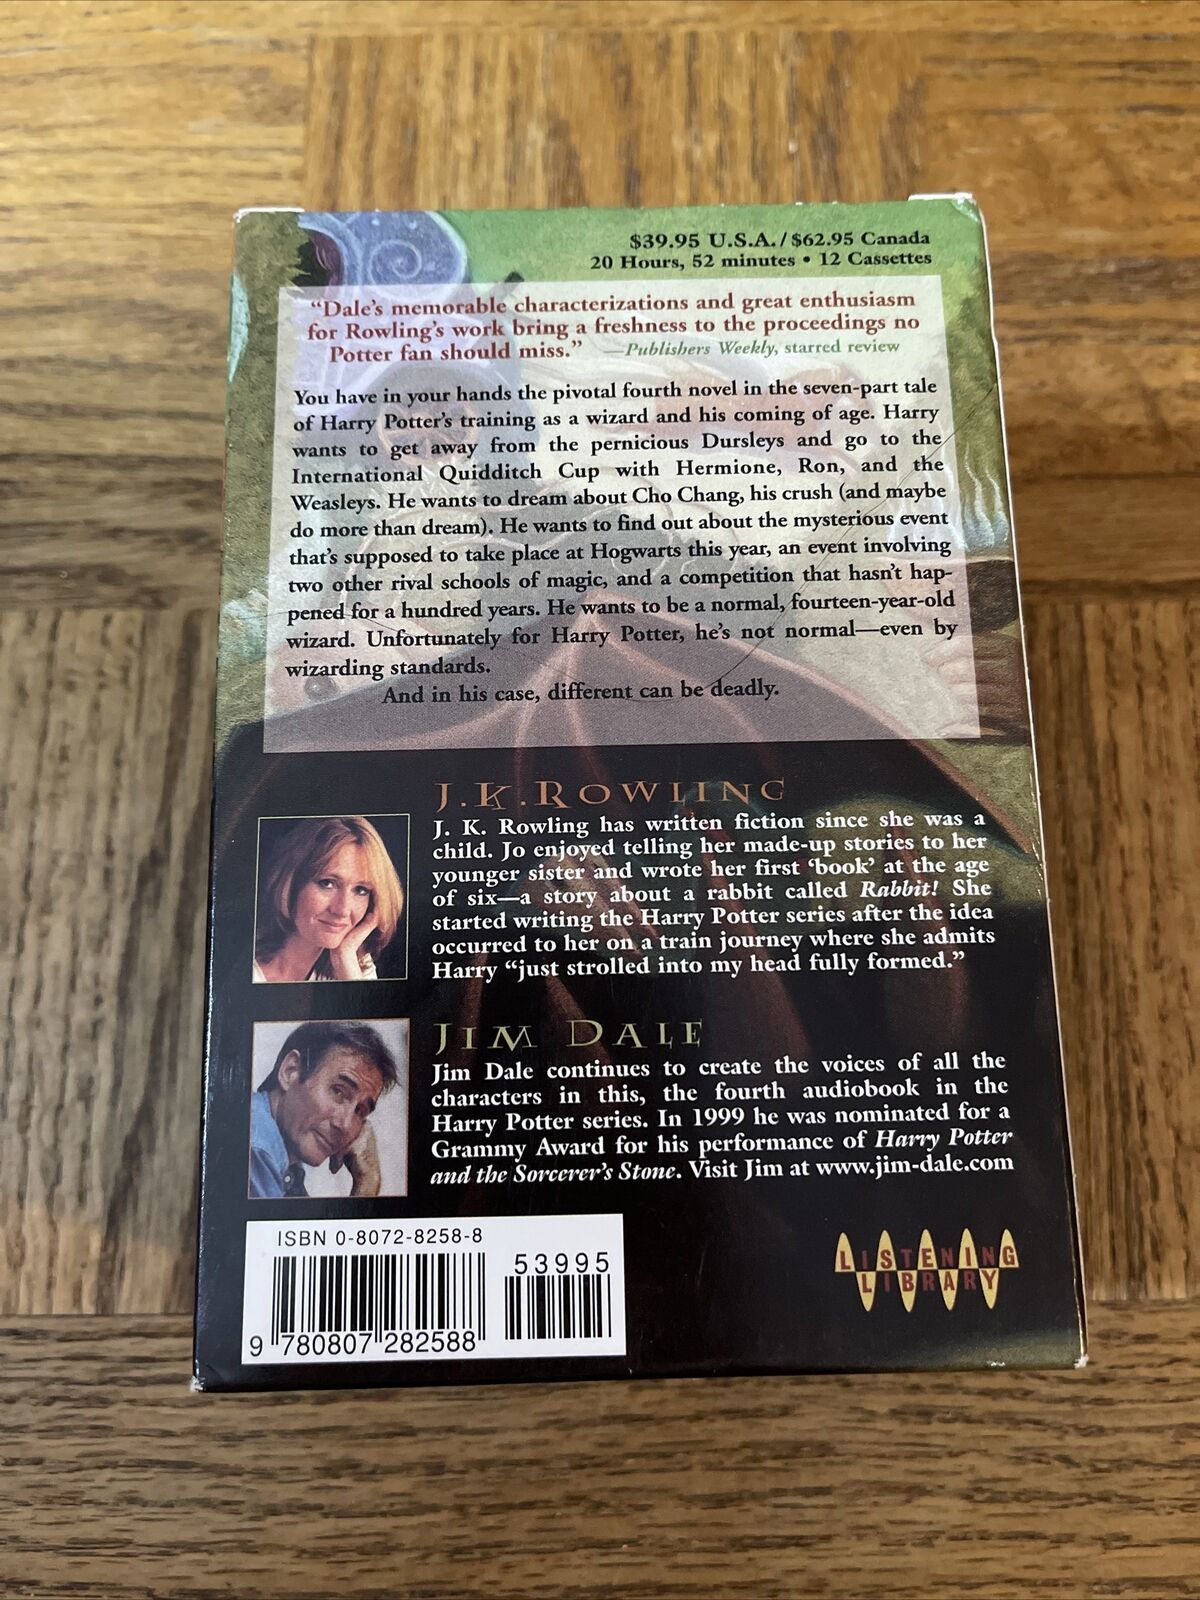 $39.95 U.S.A. / $62.95 Canada
20 Hours, 52 minutes • 12 Cassettes
“Dale’s memorable characterizations and great enthusiasm
for Rowling’s work bring a freshness to the proceedings no
Potter fan should miss.” —Publishers Weekly, starred review
You have in your hands the pivotal fourth novel in the seven-part tale
of Harry Potter’s training as a wizard and his coming of age. Harry
wants to get away from the pernicious Dursleys and go to the
International Quidditch Cup with Hermione, Ron, and the
Weasleys. He wants to dream about Cho Chang, his crush (and maybe
do more than dream). He wants to find out about the mysterious event
that’s supposed to take place at Hogwarts this year, an event involving
two other rival schools of magic, and a competition that hasn’t hap-
pened for a hundred years. He wants to be a normal, fourteen-year-old
wizard. Unfortunately for Harry Potter, he’s not normal—even by
wizarding standards.
And in his case, different can be deadly.
J.K.ROWLING
J. K. Rowling has written fiction since she was a
child. Jo enjoyed telling her made-up stories to her
younger sister and wrote her first ‘book’ at the age
of six—a story about a rabbit called Rabbit! She
started writing the Harry Potter series after the idea
occurred to her on a train journey where she admits
Harry “just strolled into my head fully formed.”
JIM DALE
Jim Dale continues to create the voices of all the
characters in this, the fourth audiobook in the
Harry Potter series. In 1999 he was nominated for a
Grammy Award for his performance of Harry Potter
and the Sorcerer’s Stone. Visit Jim at www.jim-dale.com
ISBN 0-8072-8258-8
53995
9 780807 282588
LISTENING
LIBRARY